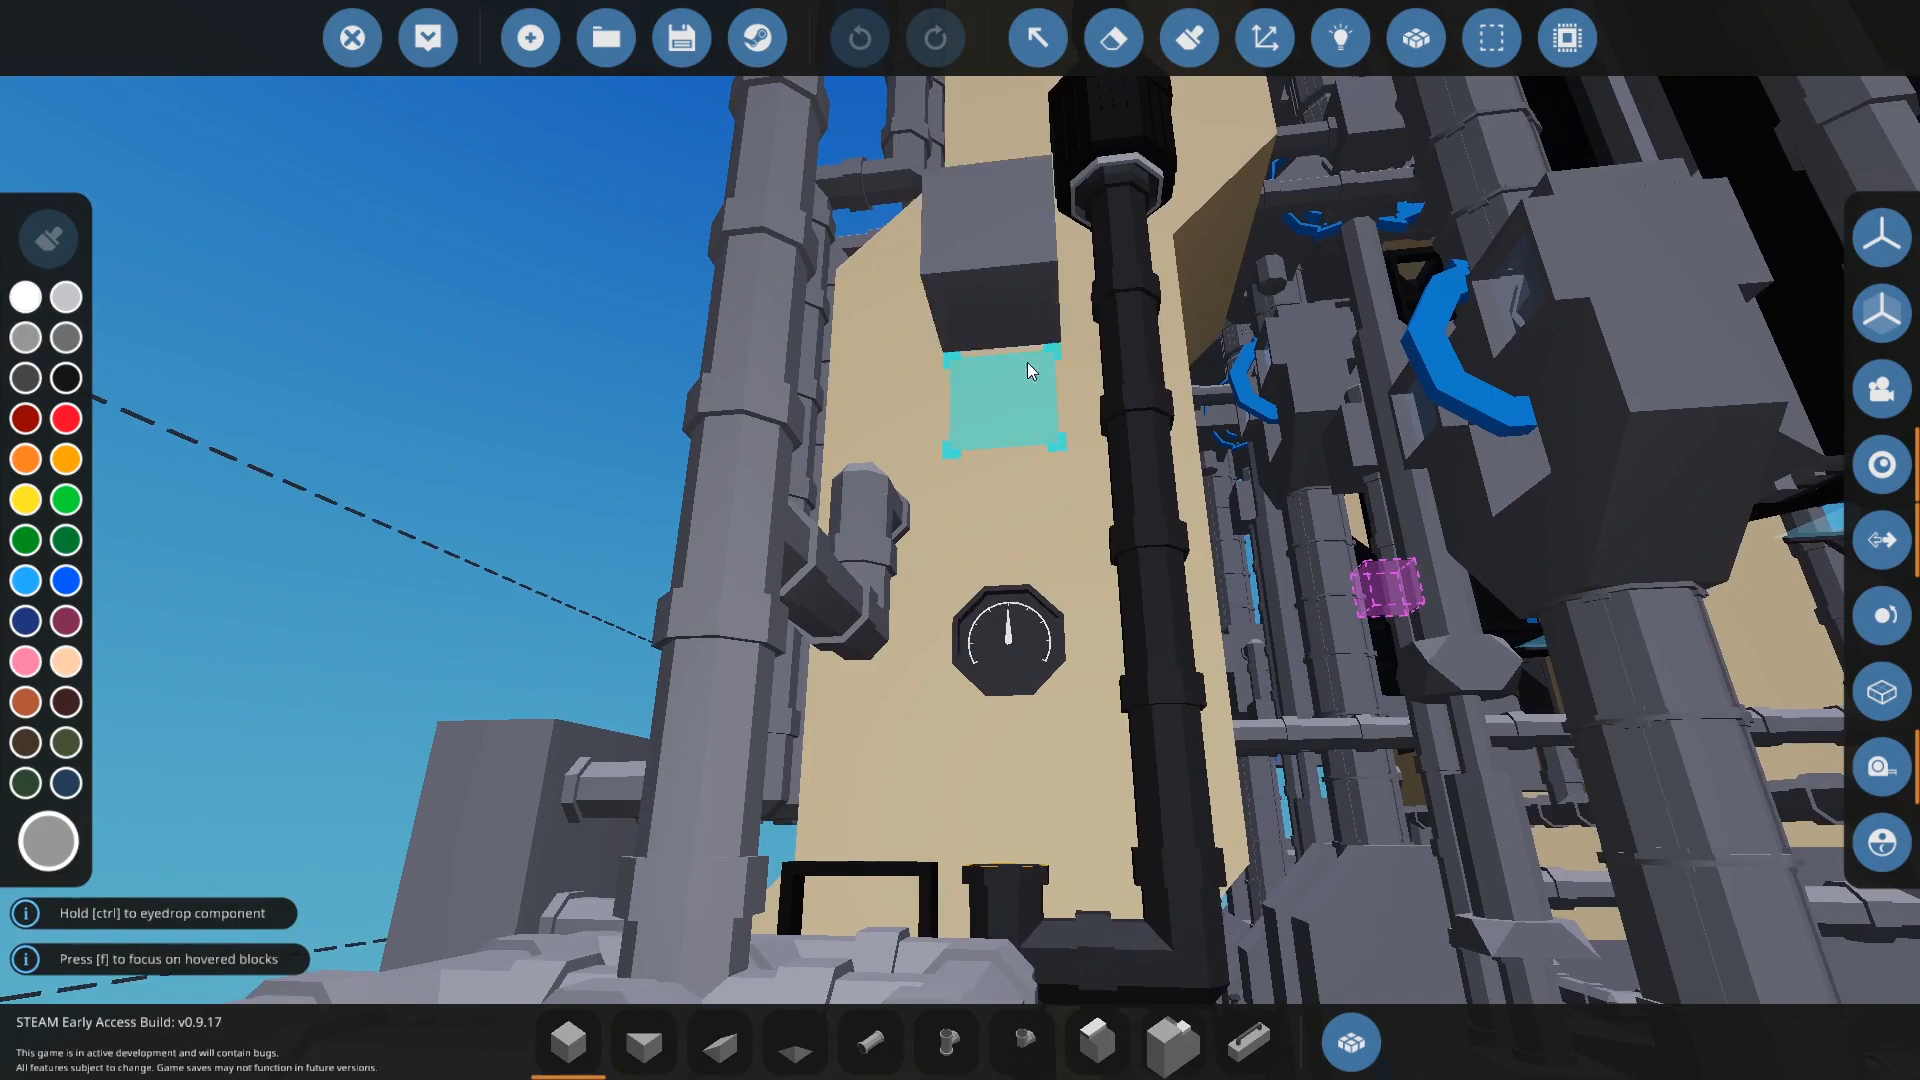 Hold [ctrl] to eyedrop component
Press [f] to focus on hovered blocks
STEAM Early Access Build: v0.9.17
This game is in active development and will contain bugs.
All features subject to change. Game saves may not function in future versions.